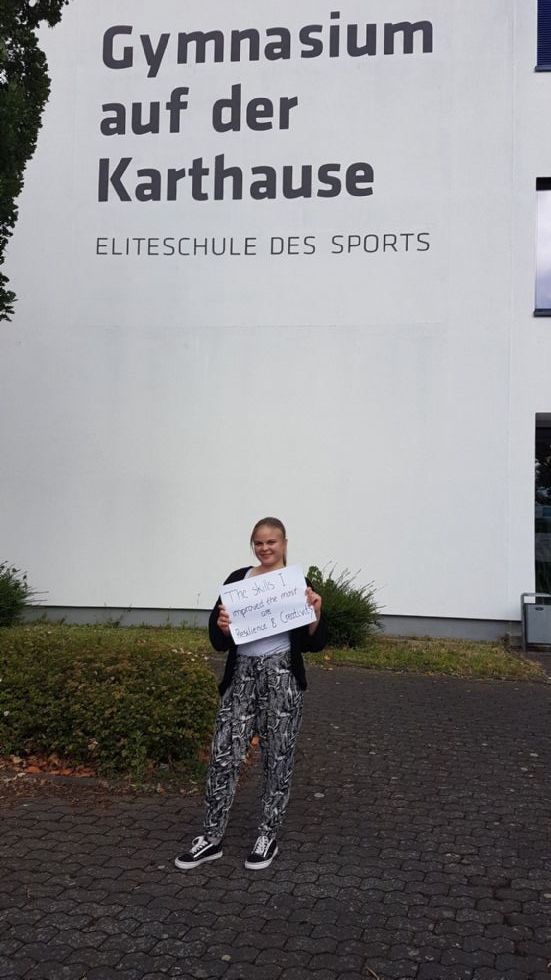 Gymnasium
auf der
Karthause
ELITESCHULE DES SPORTS
The skills I
improved the most
are
Resilience & Creativity